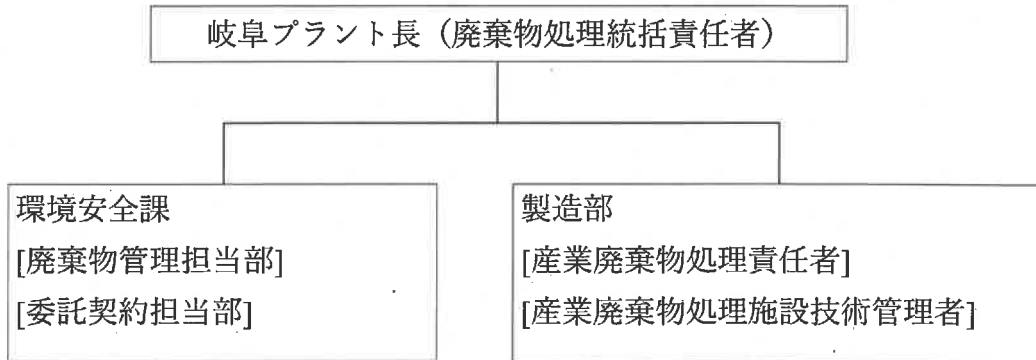 岐阜プラント長（廃棄物処理統括責任者）
環境安全課
[廃棄物管理担当部]
[委託契約担当部]
製造部
[産業廃棄物処理責任者]
[産業廃棄物処理施設技術管理者]